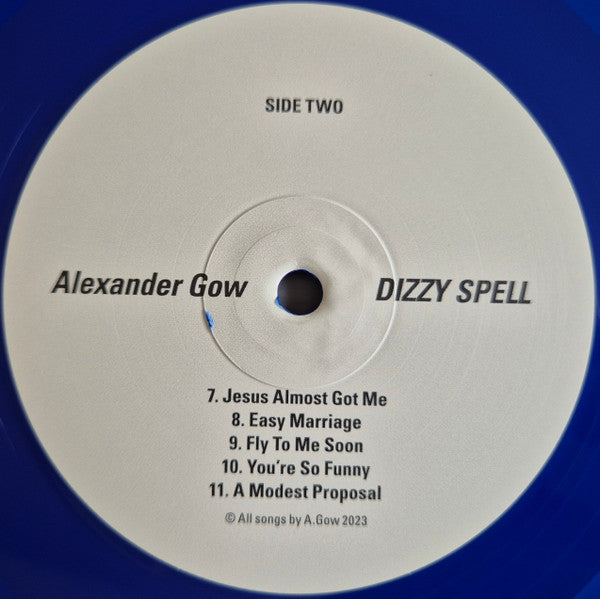 SIDE TWO
Alexander Gow
DIZZY SPELL
7. Jesus Almost Got Me
8. Easy Marriage
9. Fly To Me Soon
10. You're So Funny
11. A Modest Proposal
© All songs by A.Gow 2023